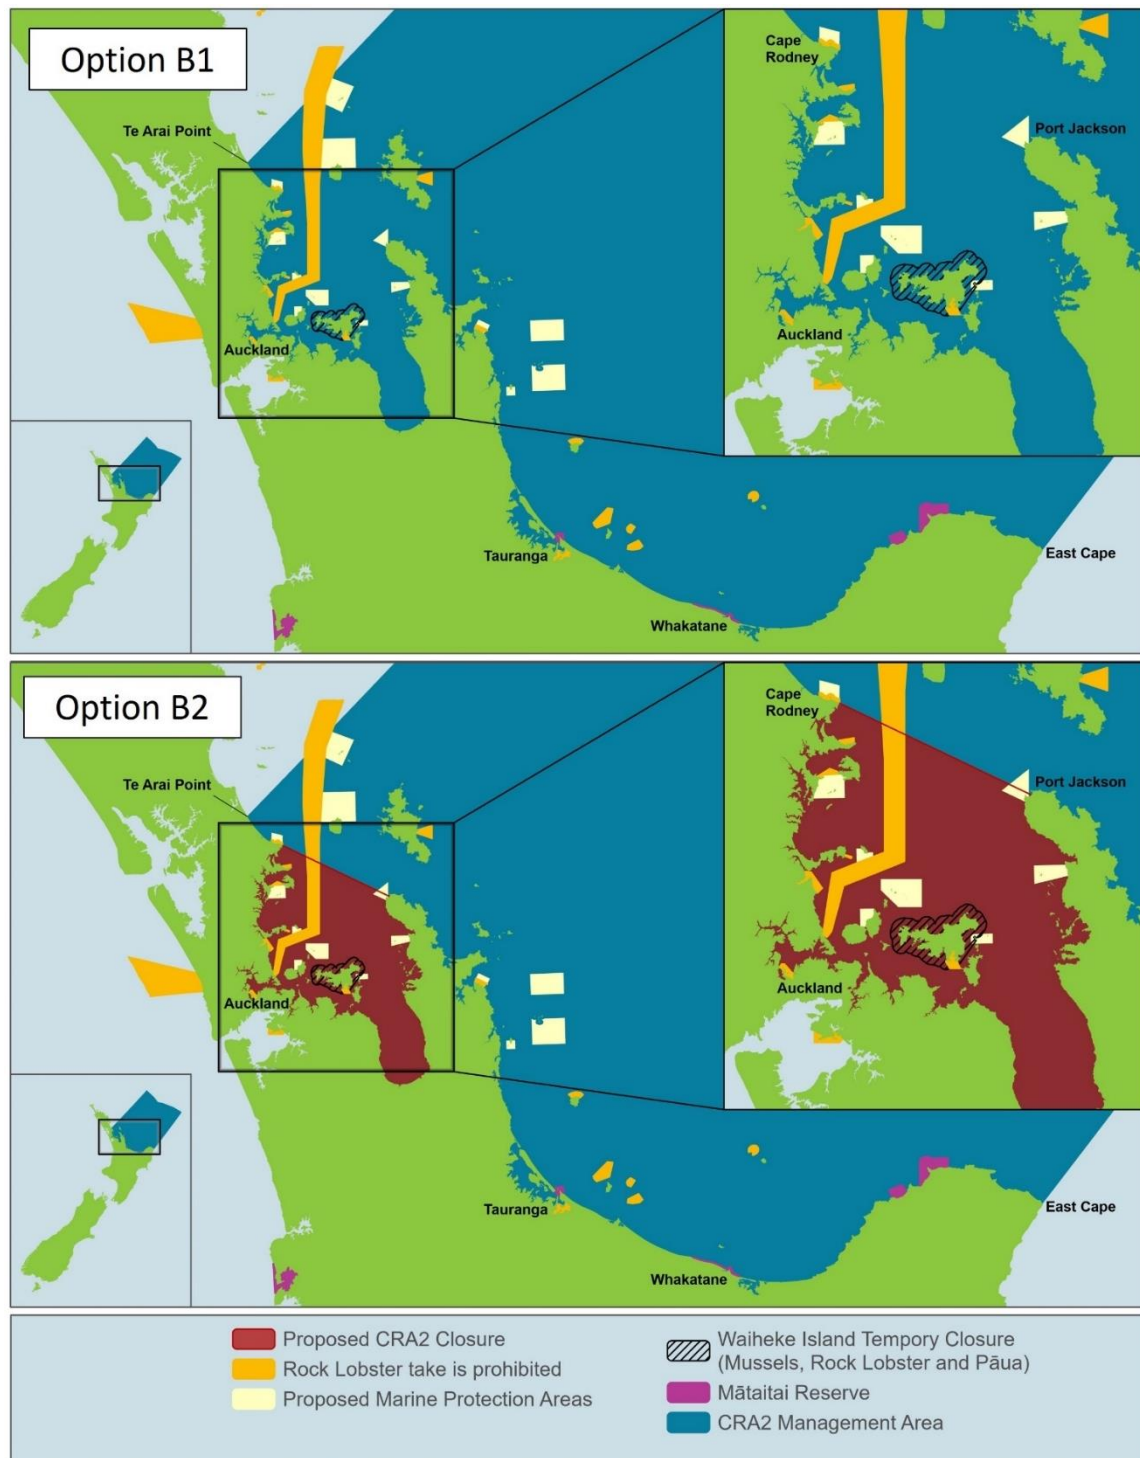 Option B1
Te Arai Point
Auckland
Cape
Rodney
Port Jackson
Auckland
Tauranga
Whakatane
East Cape
Option B2
Te Arai Point
Auckland
Cape
Rodney
Port Jackson
Auckland
Tauranga
Whakatane
East Cape
Proposed CRA2 Closure
Rock Lobster take is prohibited
Proposed Marine Protection Areas
Waiheke Island Tempory Closure
(Mussels, Rock Lobster and Pāua)
Mātaitai Reserve
CRA2 Management Area